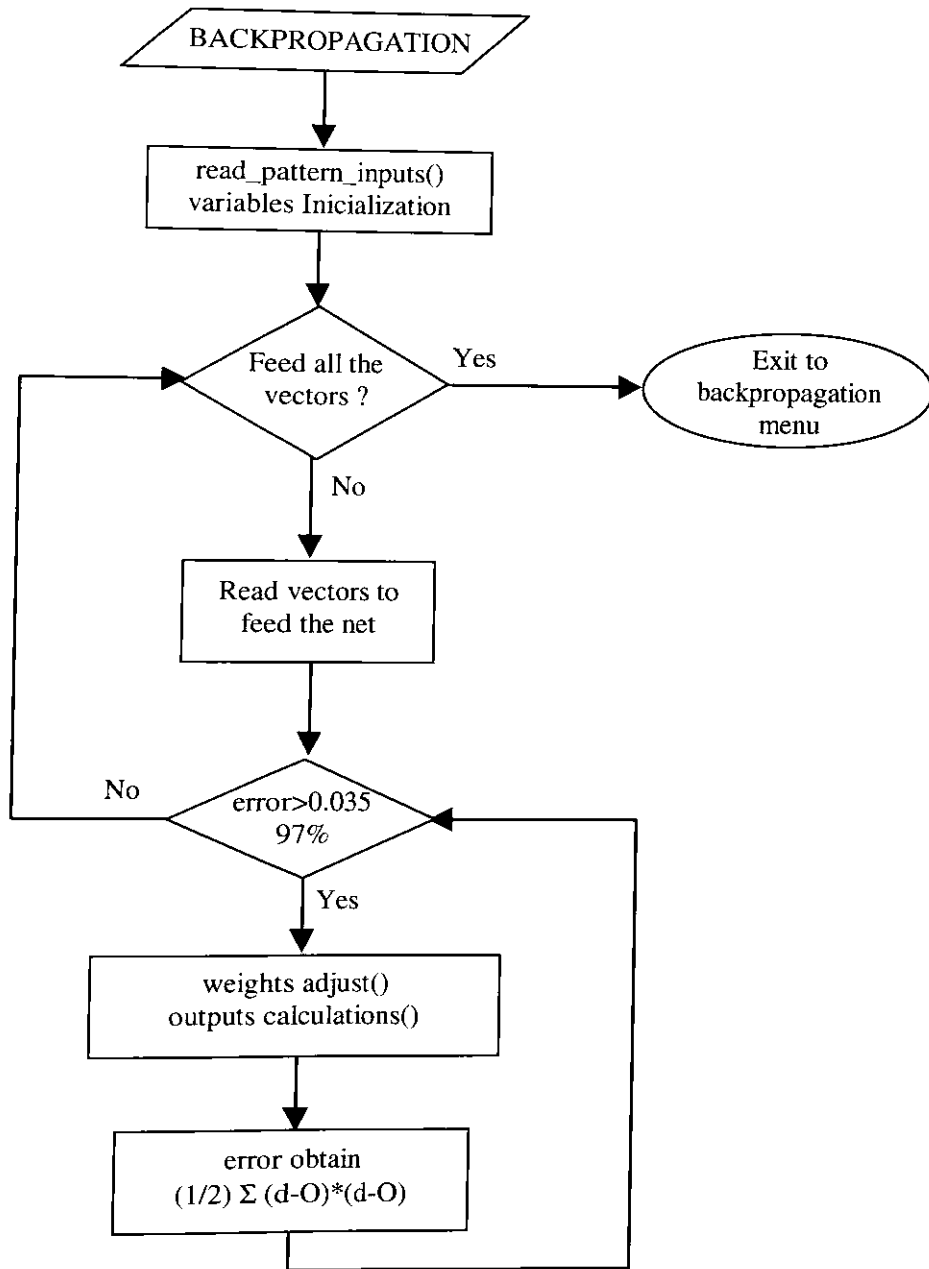 BACKPROPAGATION
read_pattern_inputs()
variables Inicialization
Feed all the
vectors ?
Yes
Exit to
backpropagation
menu
No
Read vectors to
feed the net
No
error>0.035
97%
Yes
weights adjust()
outputs calculations()
error obtain
(1/2) Σ (d-O)*(d-O)